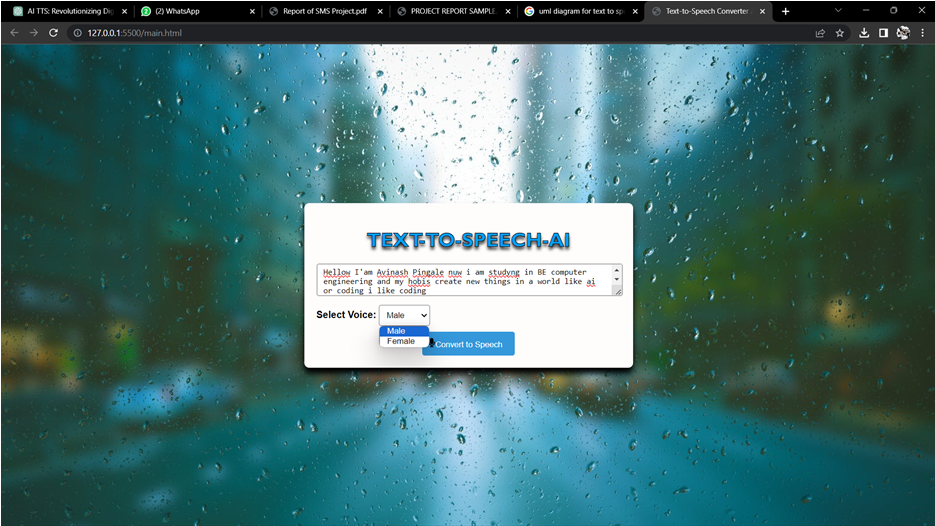 AI TTS: Revolutionizing Dig
(2) WhatsApp
Report of SMS Project.pdf
PROJECT REPORT SAMPLE.
uml diagram for text to sp
Text-to-Speech Converter
127.0.0.1:5500/main.html
TEXT-TO-SPEECH-AI
Hellow I'am Avinash Pingale nuw i am studyng in BE computer
engineering and my hobis create new things in a world like ai
or coding i like coding
Select Voice: Male
Male
Female
Convert to Speech